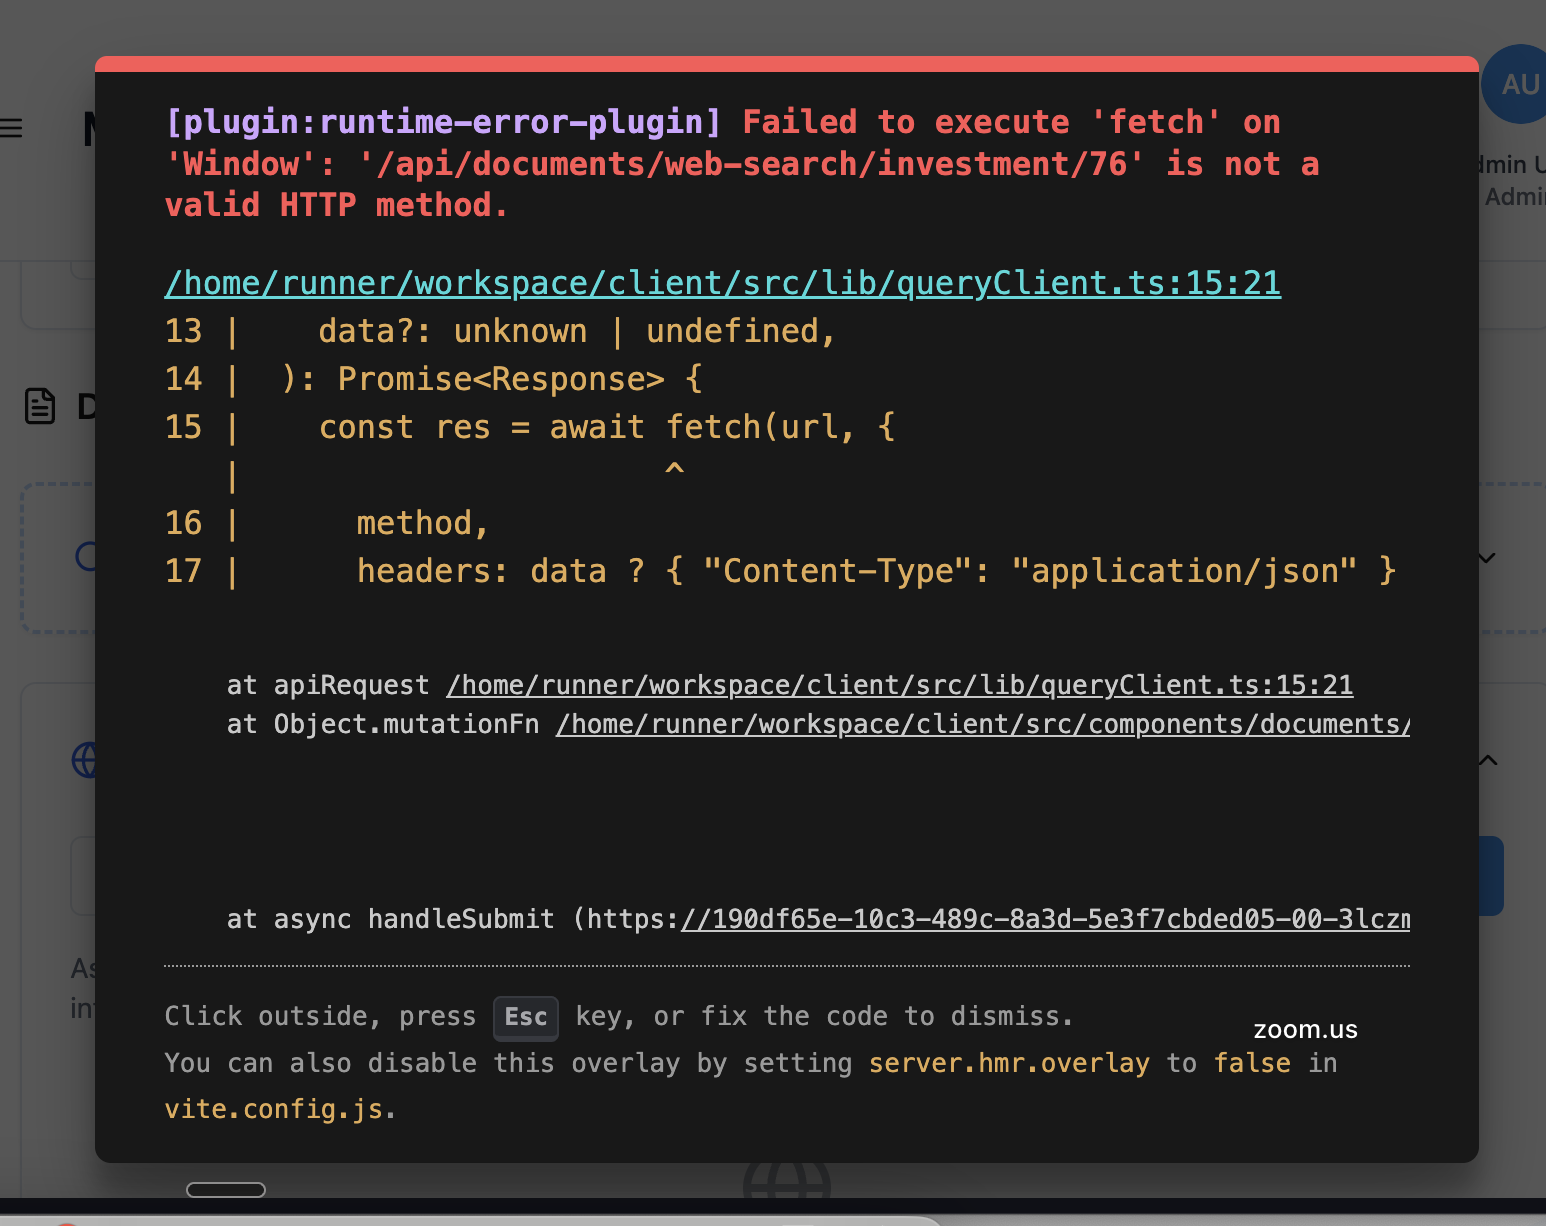 AU
[plugin:runtime-error-plugin] Failed to execute 'fetch' on
'Window': '/api/documents/web-search/investment/76' is not a
valid HTTP method.
/home/runner/workspace/client/src/lib/queryClient.ts:15:21
13 |    data?: unknown | undefined,
14 |  ): Promise<Response> {
15 |    const res = await fetch(url, {
   |                      ^
16 |      method,
17 |      headers: data ? { "Content-Type": "application/json" }
at apiRequest /home/runner/workspace/client/src/lib/queryClient.ts:15:21
at Object.mutationFn /home/runner/workspace/client/src/components/documents/
at async handleSubmit (https://190df65e-10c3-489c-8a3d-5e3f7cbded05-00-3lczm
Click outside, press Esc key, or fix the code to dismiss.
zoom.us
You can also disable this overlay by setting server.hmr.overlay to false in
vite.config.js.